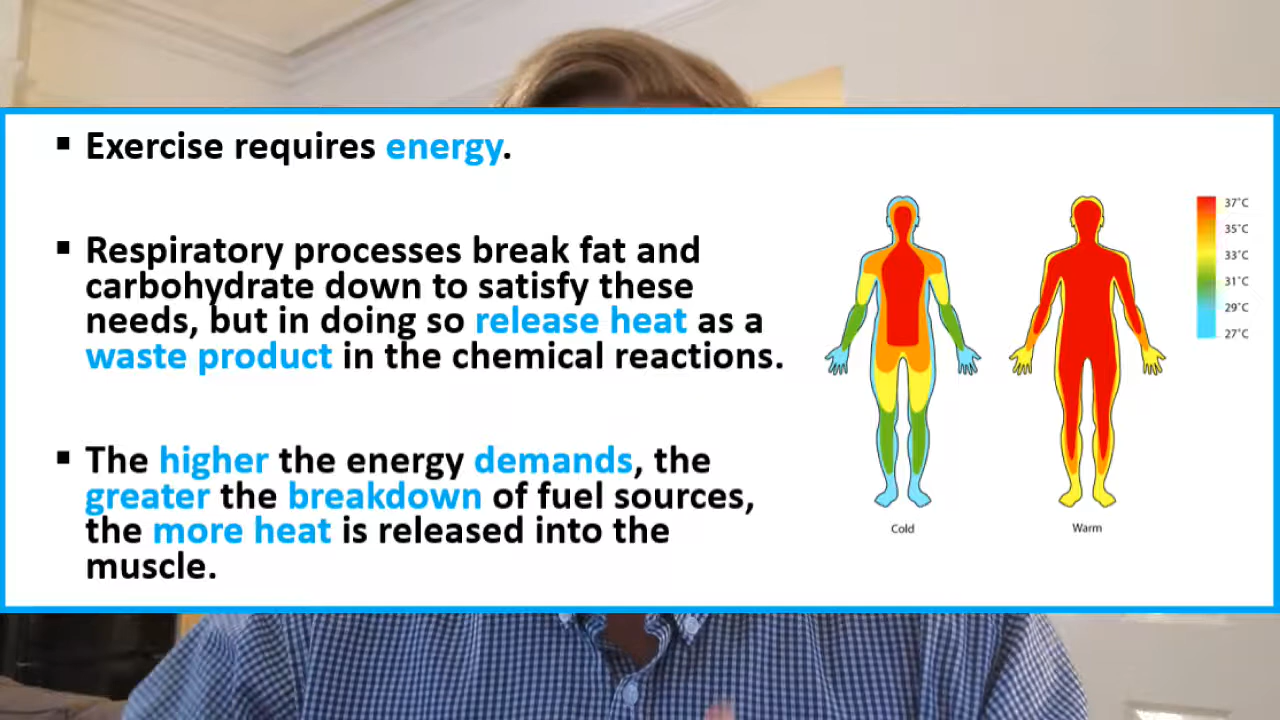 ▪ Exercise requires energy.
▪ Respiratory processes break fat and
carbohydrate down to satisfy these
needs, but in doing so release heat as a
waste product in the chemical reactions.
▪ The higher the energy demands, the
greater the breakdown of fuel sources,
the more heat is released into the
muscle.
37°C
35°C
33°C
31°C
29°C
27°C
Cold
Warm